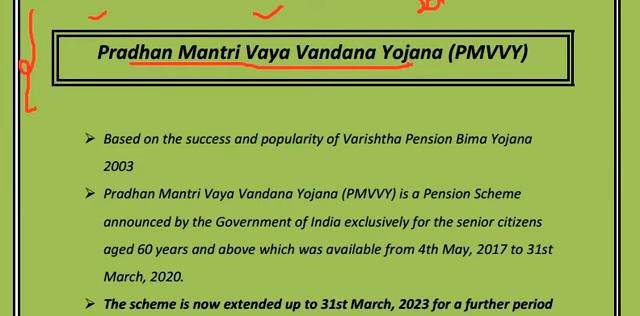 Pradhan Mantri Vaya Vandana Yojana (PMVVY)
➢ Based on the success and popularity of Varishtha Pension Bima Yojana
2003
➢ Pradhan Mantri Vaya Vandana Yojana (PMVVY) is a Pension Scheme
announced by the Government of India exclusively for the senior citizens
aged 60 years and above which was available from 4th May, 2017 to 31st
March, 2020.
➢ The scheme is now extended up to 31st March, 2023 for a further period